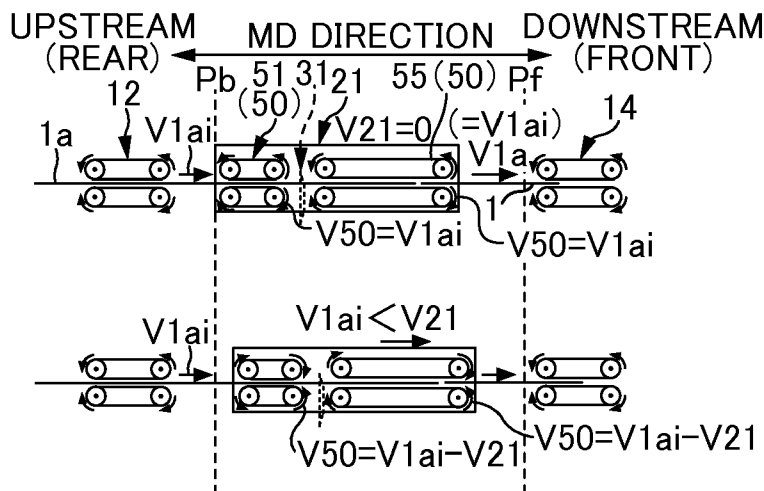 UPSTREAM MD DIRECTION DOWNSTREAM
(REAR) (FRONT)
Pb 51 31 21 55(50) Pf
12 (50) 14
1a V1ai V21=0 (=V1ai)
V1a
1
V50=V1ai
V50=V1ai
V1ai<V21
V1ai
V50=V1ai-V21
V50=V1ai-V21